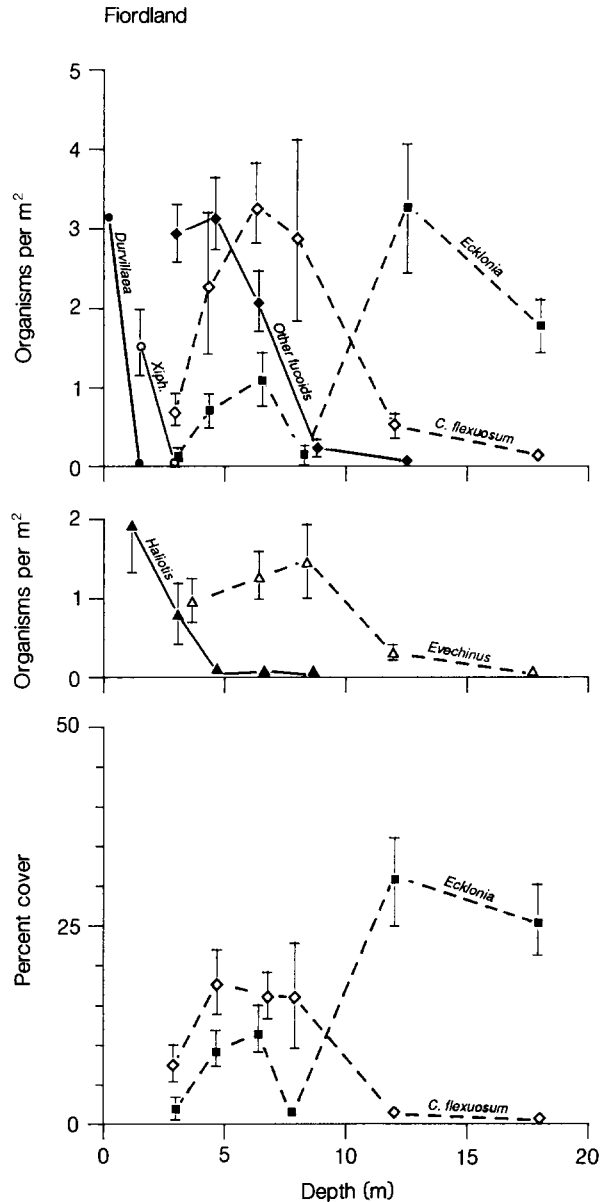 Fiordland
5
4
3
2
1
0
Organisms per m²
Durvillaea
Xiph.
Other fucoids
Ecklonia
C. flexuosum
2
1
0
Organisms per m²
Haliotis
Evechinus
50
25
0
Percent cover
Ecklonia
C. flexuosum
0 5 10 15 20
Depth (m)